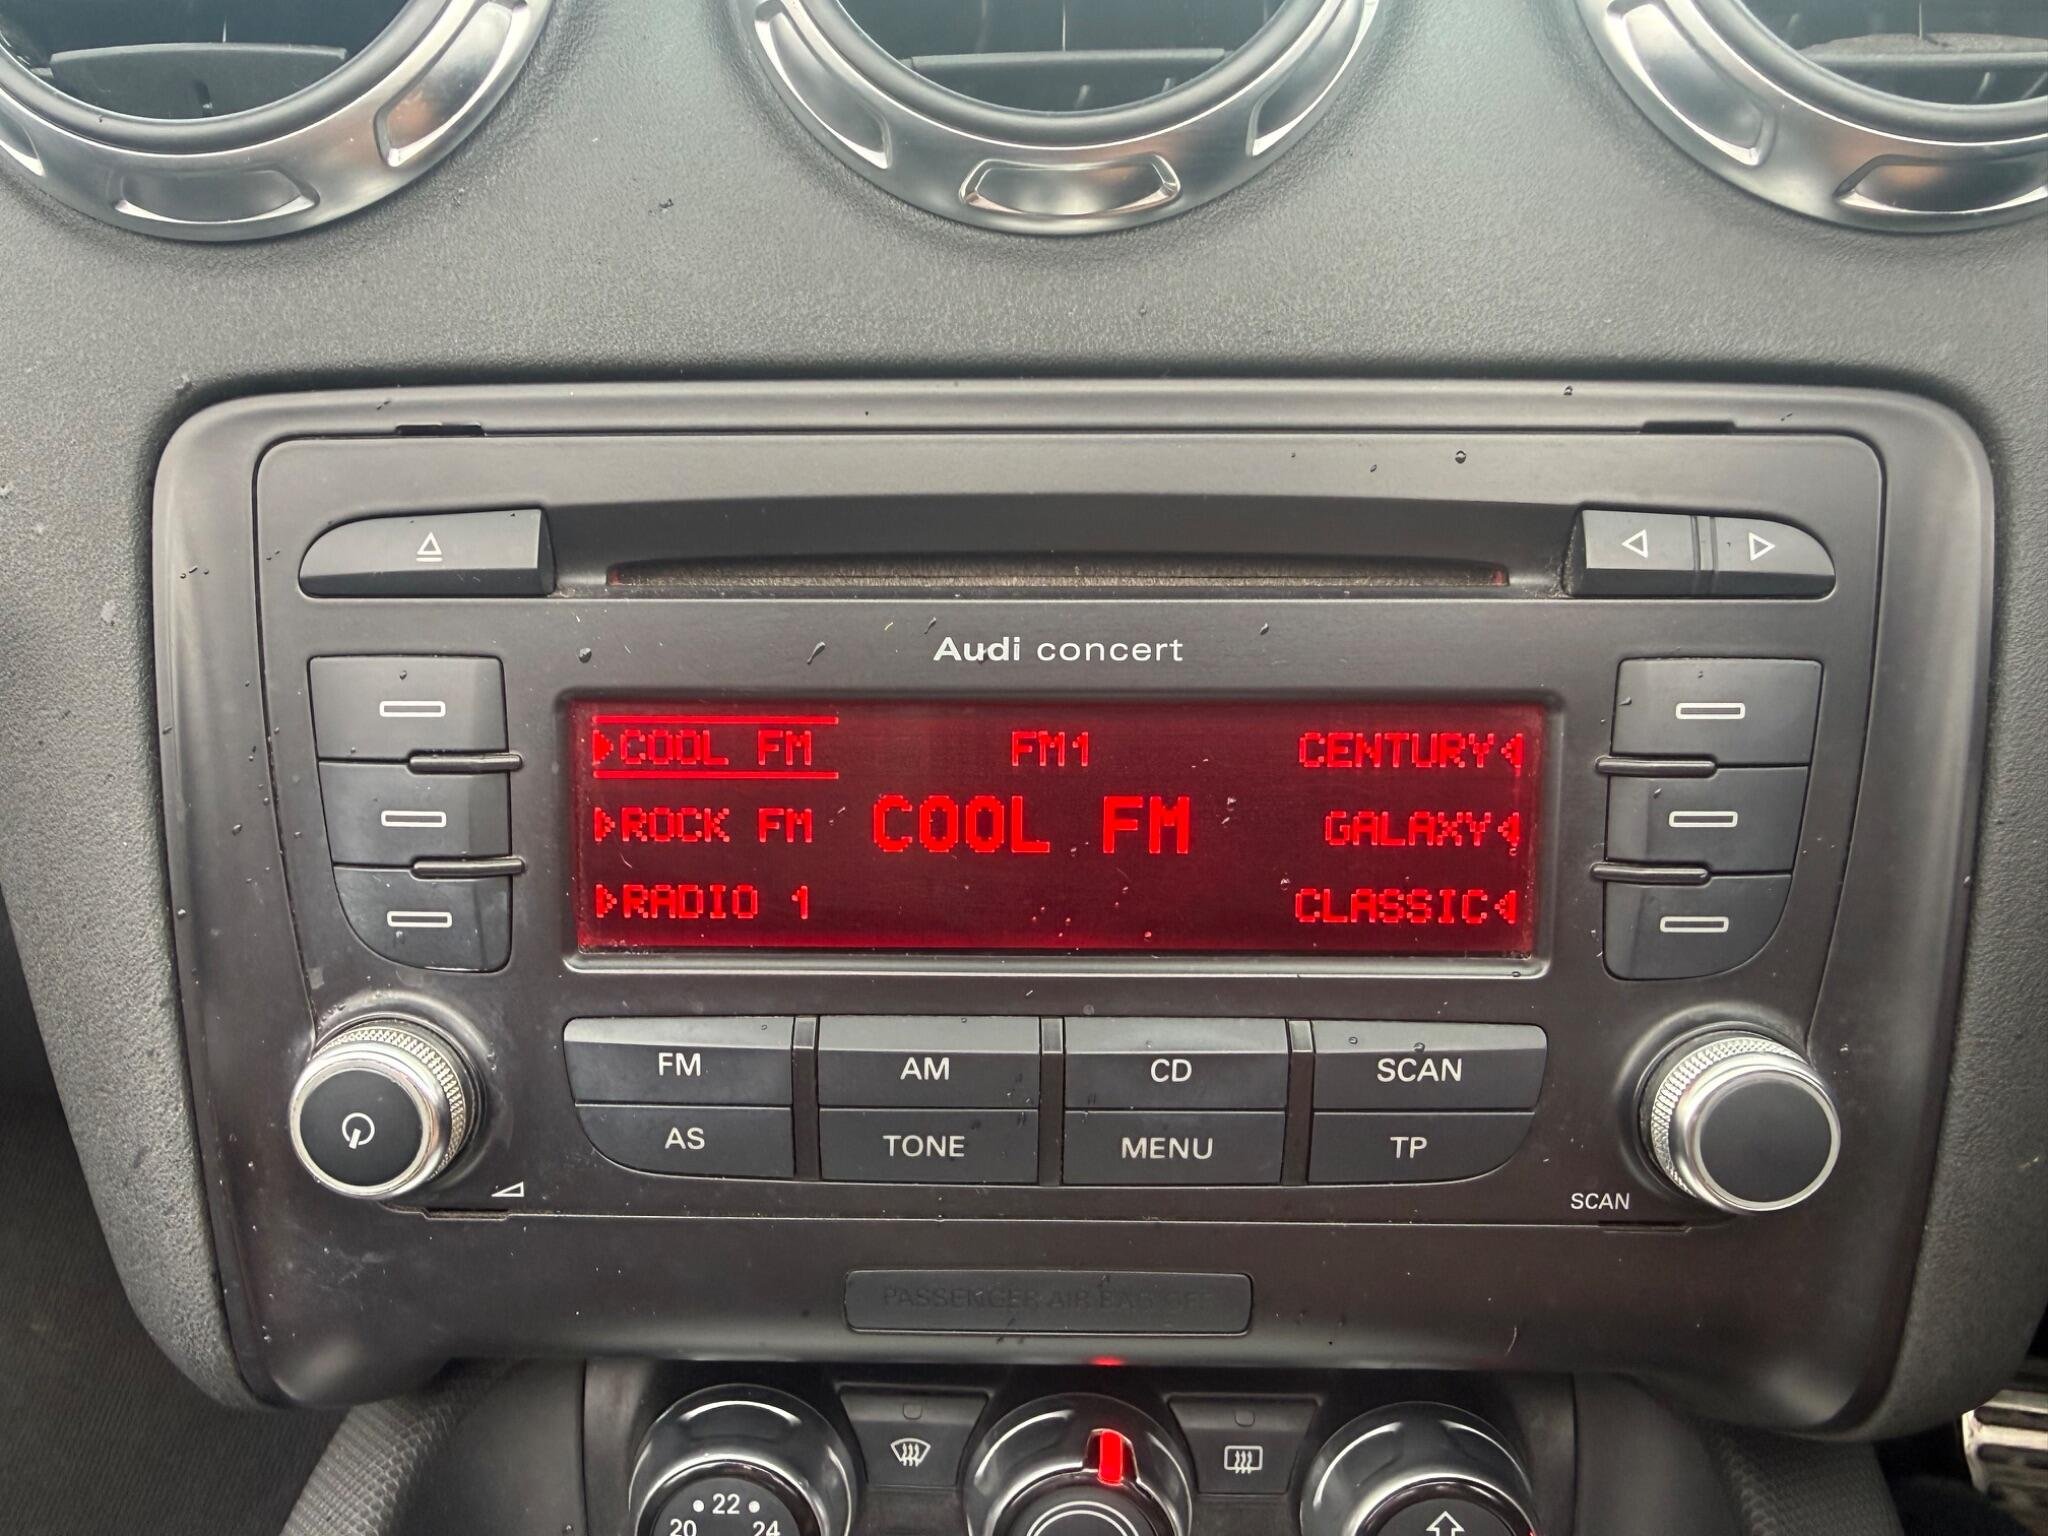 Audi concert
COOL FM FM1 CENTURY
ROCK FM COOL FM GALAXY
RADIO 1 CLASSIC
FM AM CD SCAN
AS TONE MENU TP
SCAN
PASSENGER AIR BAG OFF
22
20 24